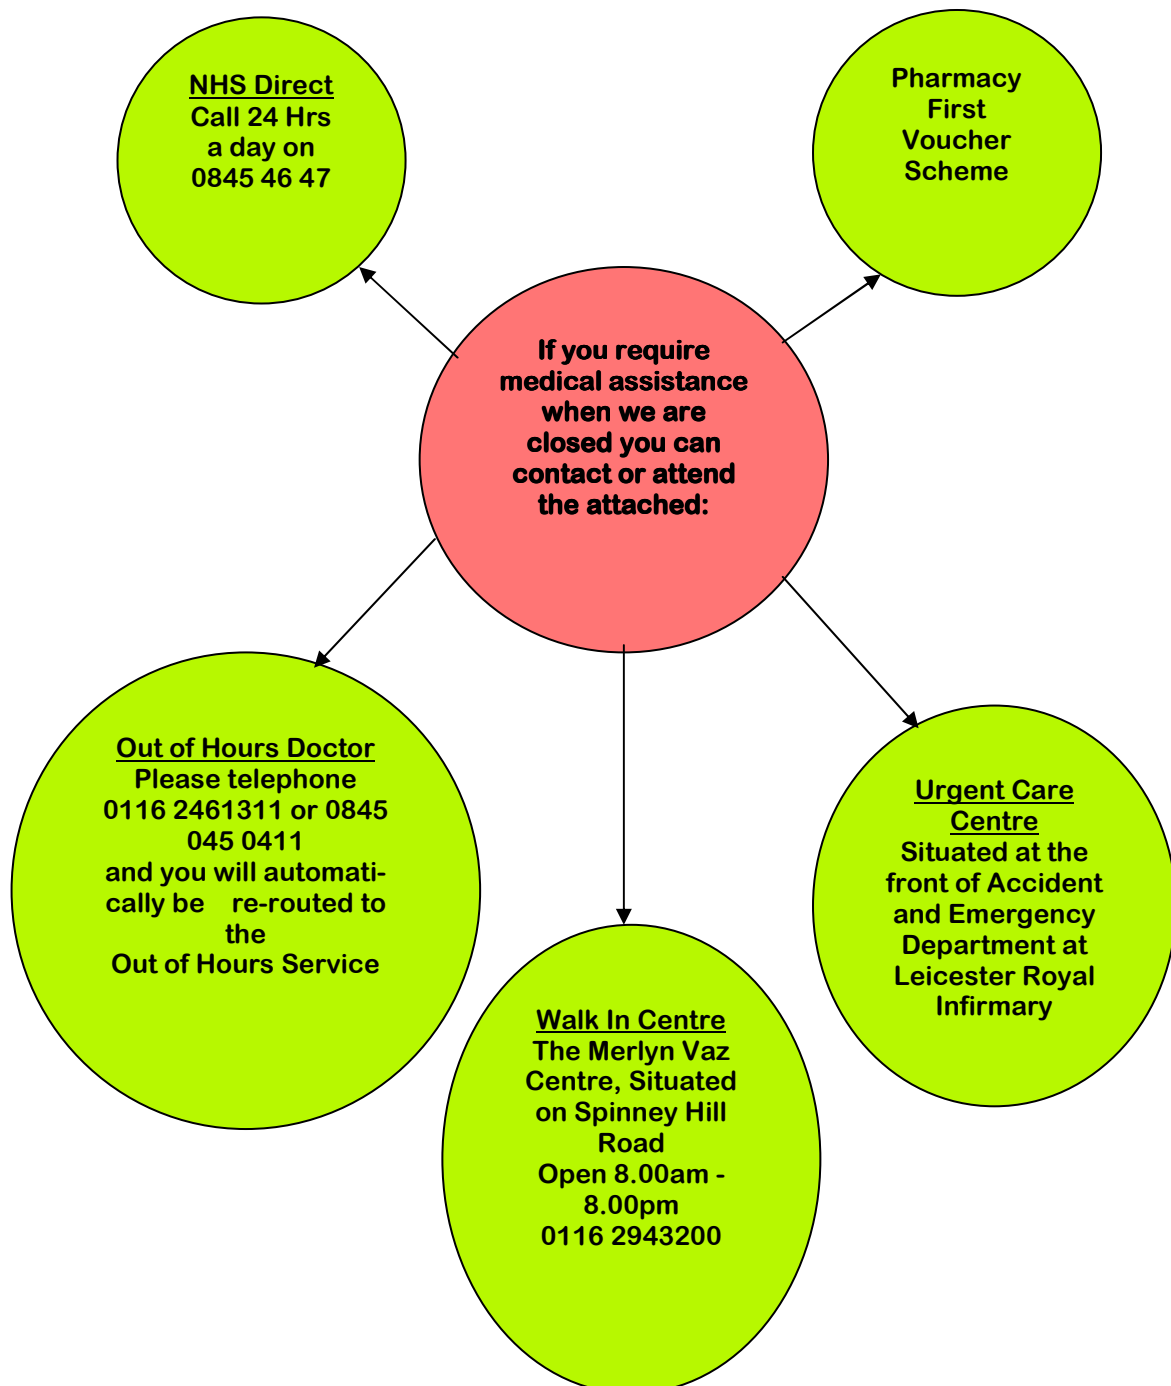 NHS Direct
Call 24 Hrs
a day on
0845 46 47
Pharmacy
First
Voucher
Scheme
If you require
medical assistance
when we are
closed you can
contact or attend
the attached:
Out of Hours Doctor
Please telephone
0116 2461311 or 0845
045 0411
and you will automati-
cally be re-routed to
the
Out of Hours Service
Urgent Care
Centre
Situated at the
front of Accident
and Emergency
Department at
Leicester Royal
Infirmary
Walk In Centre
The Merlyn Vaz
Centre, Situated
on Spinney Hill
Road
Open 8.00am -
8.00pm
0116 2943200